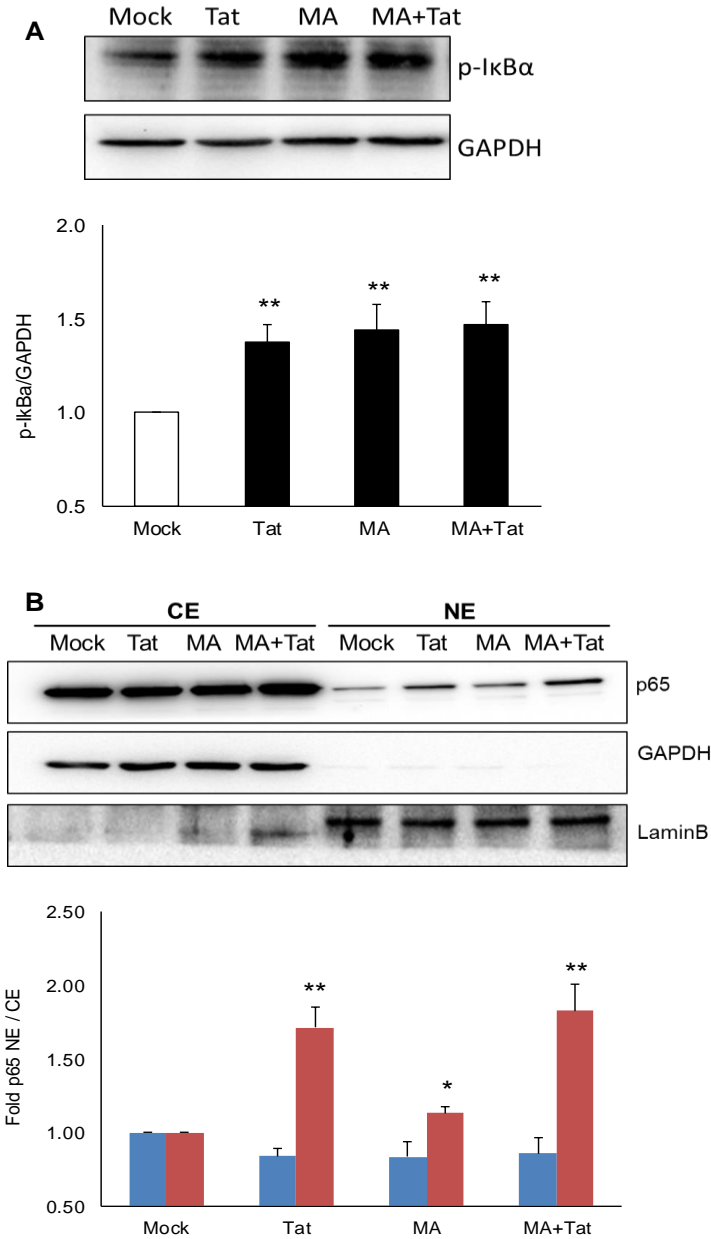 A
Mock Tat MA MA+Tat
p-IκBα
GAPDH
2.0
1.5
1.0
0.5
p-IkBa/GAPDH
** ** **
Mock Tat MA MA+Tat
B
CE NE
Mock Tat MA MA+Tat Mock Tat MA MA+Tat
p65
GAPDH
LaminB
2.50
2.00
1.50
1.00
0.50
Fold p65 NE / CE
** * **
Mock Tat MA MA+Tat